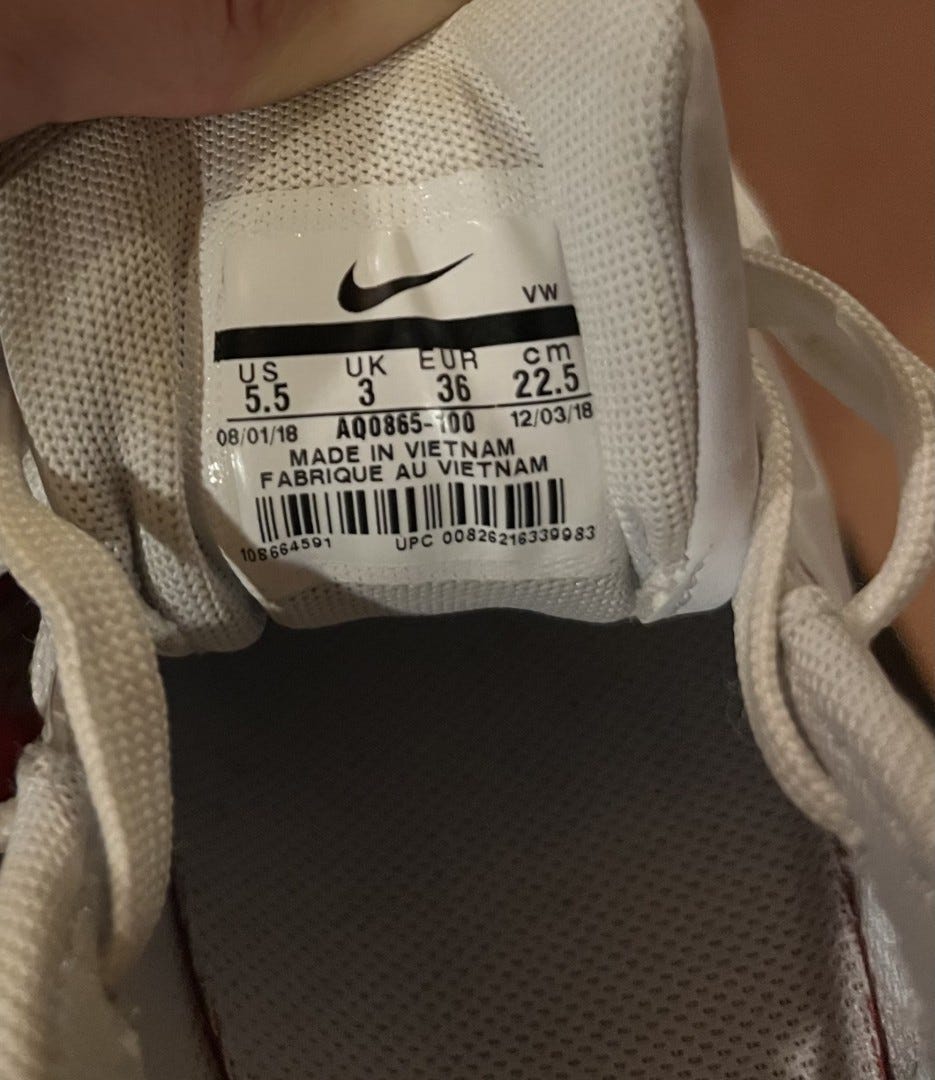 VW
US UK EUR cm
5.5 3 36 22.5
08/01/18 AQ0865-100 12/03/18
MADE IN VIETNAM
FABRIQUE AU VIETNAM
108664591 UPC 00826216339983